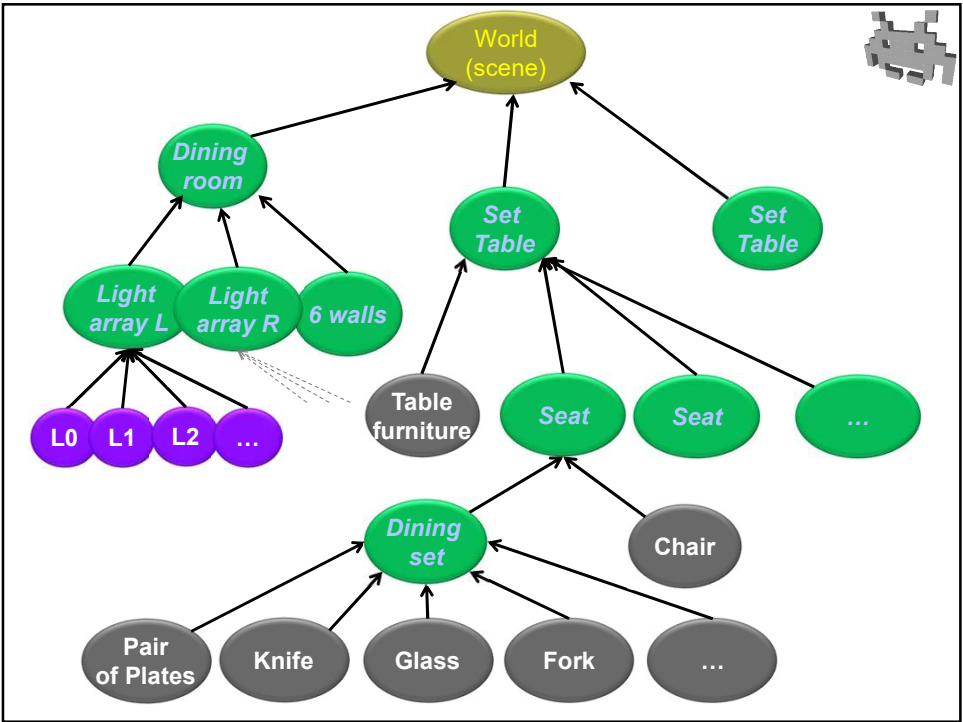 World
(scene)
Dining
room
Set
Table
Set
Table
Light
array L
Light
array R
6 walls
L0
L1
L2
...
Table
furniture
Seat
Seat
...
Dining
set
Chair
Pair
of Plates
Knife
Glass
Fork
...